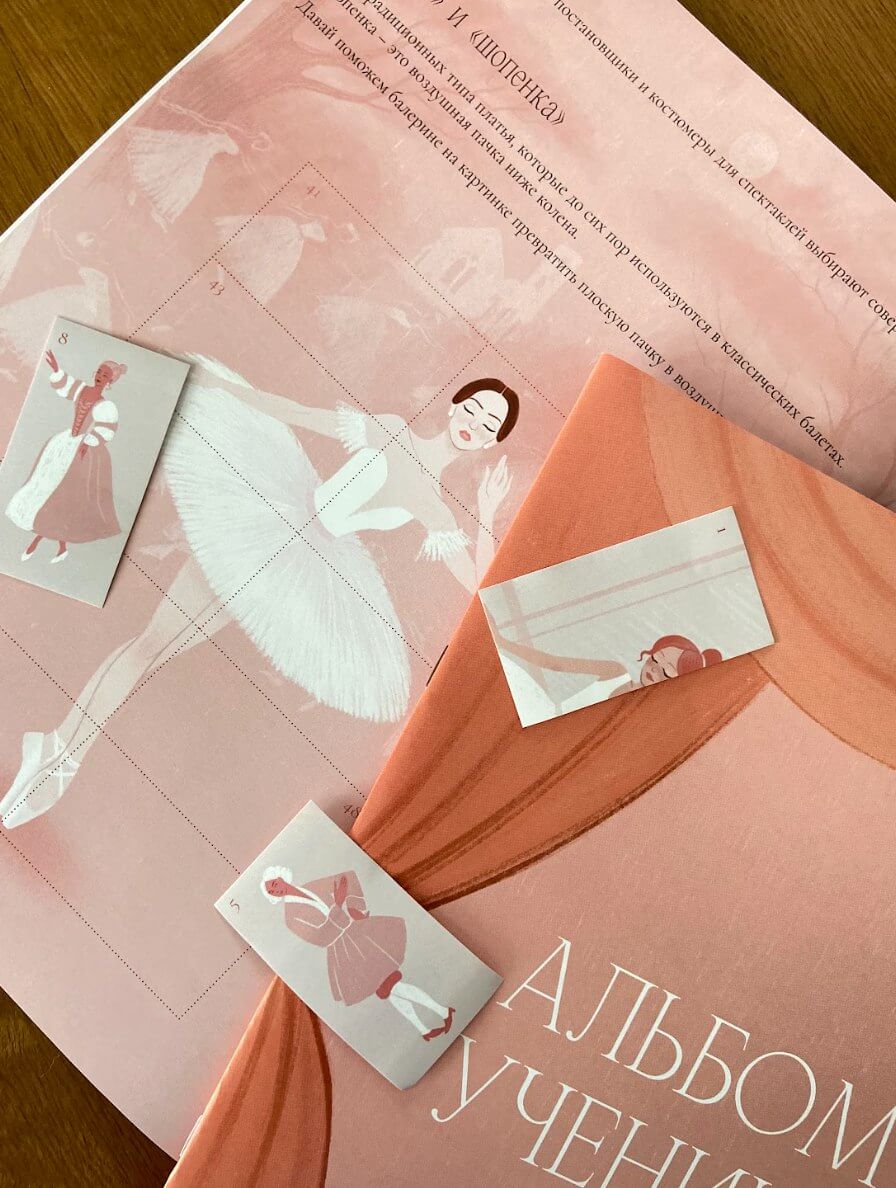 постановщики и костюмеры для спектаклей выбирают совер
» И «ШОПЕНКА»
радиционных типа платья, которые до сих пор используются в классических балетах.
опенка – это воздушная пачка ниже колена.
Давай поможем балерине на картинке превратить плоскую пачку в воздуш
41
43
8
1
48
5
АЛЬБОМ
УЧЕНИ